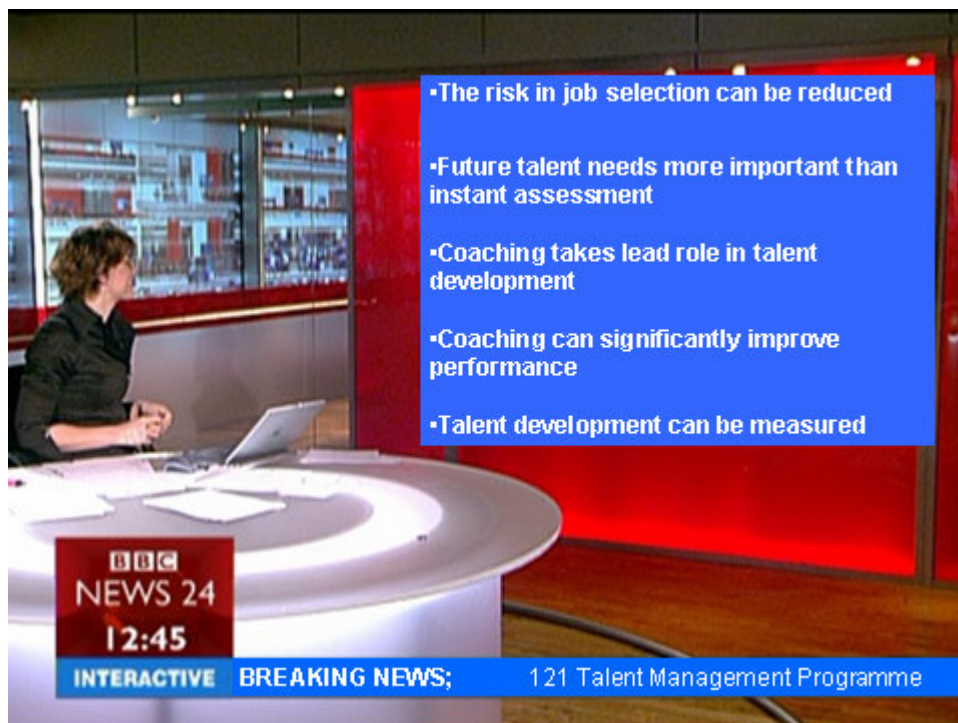 ▪The risk in job selection can be reduced
▪Future talent needs more important than
instant assessment
▪Coaching takes lead role in talent
development
▪Coaching can significantly improve
performance
▪Talent development can be measured
BBC
NEWS 24
12:45
INTERACTIVE BREAKING NEWS; 121 Talent Management Programme